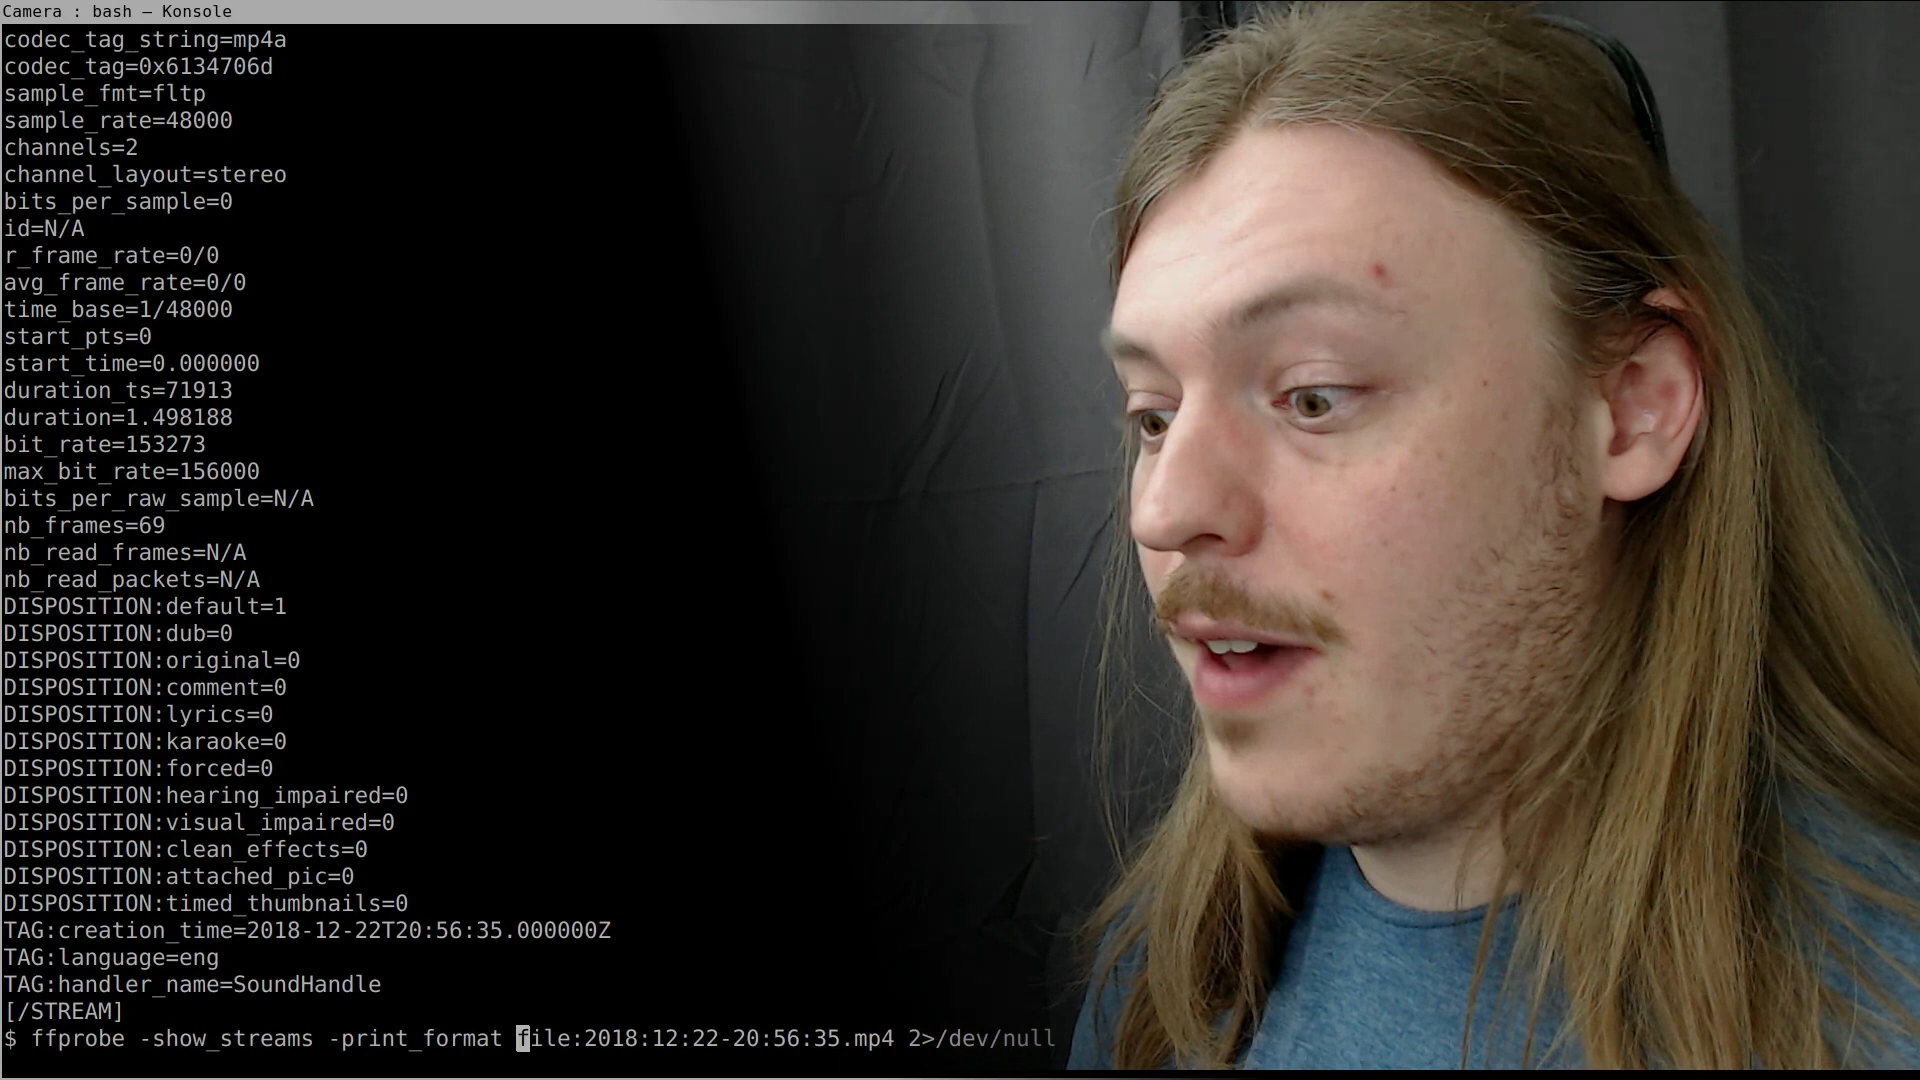 Camera : bash — Konsole
codec_tag_string=mp4a
codec_tag=0x6134706d
sample_fmt=fltp
sample_rate=48000
channels=2
channel_layout=stereo
bits_per_sample=0
id=N/A
r_frame_rate=0/0
avg_frame_rate=0/0
time_base=1/48000
start_pts=0
start_time=0.000000
duration_ts=71913
duration=1.498188
bit_rate=153273
max_bit_rate=156000
bits_per_raw_sample=N/A
nb_frames=69
nb_read_frames=N/A
nb_read_packets=N/A
DISPOSITION:default=1
DISPOSITION:dub=0
DISPOSITION:original=0
DISPOSITION:comment=0
DISPOSITION:lyrics=0
DISPOSITION:karaoke=0
DISPOSITION:forced=0
DISPOSITION:hearing_impaired=0
DISPOSITION:visual_impaired=0
DISPOSITION:clean_effects=0
DISPOSITION:attached_pic=0
DISPOSITION:timed_thumbnails=0
TAG:creation_time=2018-12-22T20:56:35.000000Z
TAG:language=eng
TAG:handler_name=SoundHandle
[/STREAM]
$ ffprobe -show_streams -print_format file:2018:12:22-20:56:35.mp4 2>/dev/null